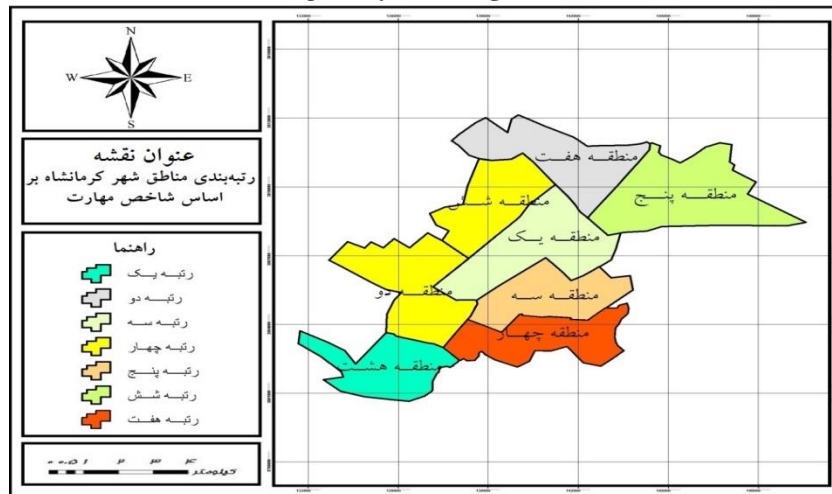 N
W E
S
عنوان نقشه
رتبه‌بندی مناطق شهر کرمانشاه بر
اساس شاخص مهارت
راهنما
رتبه یک
رتبه دو
رتبه سه
رتبه چهار
رتبه پنج
رتبه شش
رتبه هفت
کیلومتر
منطقه هفت
منطقه پنج
منطقه شش
منطقه یک
منطقه دو
منطقه سه
منطقه چهار
منطقه هشت